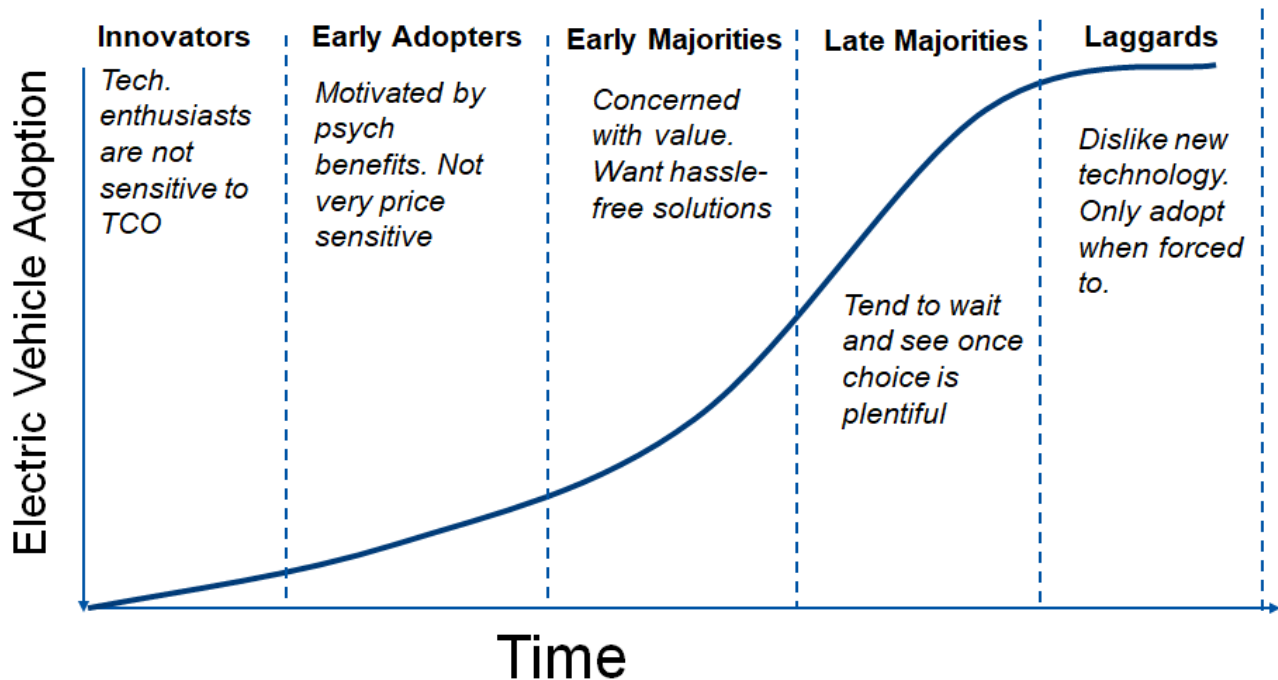 Innovators
Early Adopters
Early Majorities
Late Majorities
Laggards
Tech.
enthusiasts
are not
sensitive to
TCO
Motivated by
psych
benefits. Not
very price
sensitive
Concerned
with value.
Want hassle-
free solutions
Tend to wait
and see once
choice is
plentiful
Dislike new
technology.
Only adopt
when forced
to.
Electric Vehicle Adoption
Time